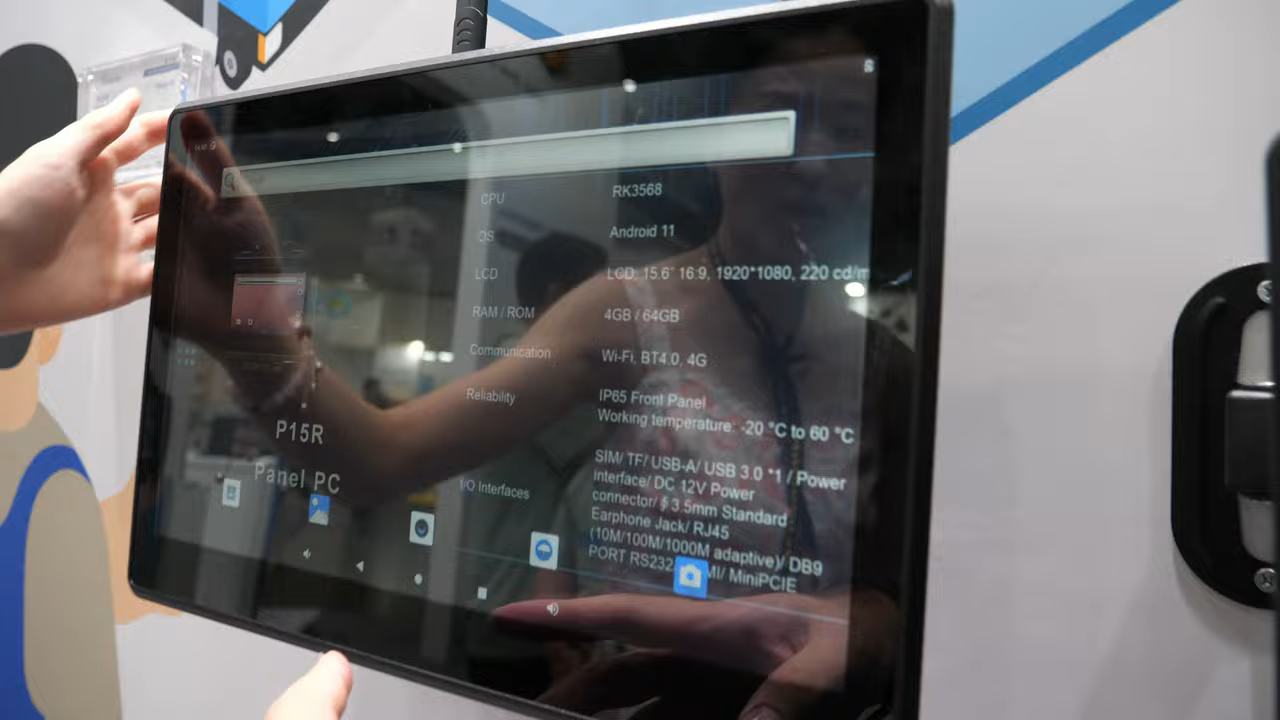 CPU RK3568
OS Android 11
LCD LCD: 15.6" 16:9, 1920*1080, 220 cd/m
RAM / ROM 4GB / 64GB
Communication Wi-Fi, BT4.0, 4G
Reliability IP65 Front Panel
Working temperature: -20 °C to 60 °C
P15R
Panel PC
I/O Interfaces SIM/ TF/ USB-A/ USB 3.0 *1 / Power
interface/ DC 12V Power
connector/ § 3.5mm Standard
Earphone Jack/ RJ45
(10M/100M/1000M adaptive)/ DB9
PORT RS232 MI/ MiniPCIE